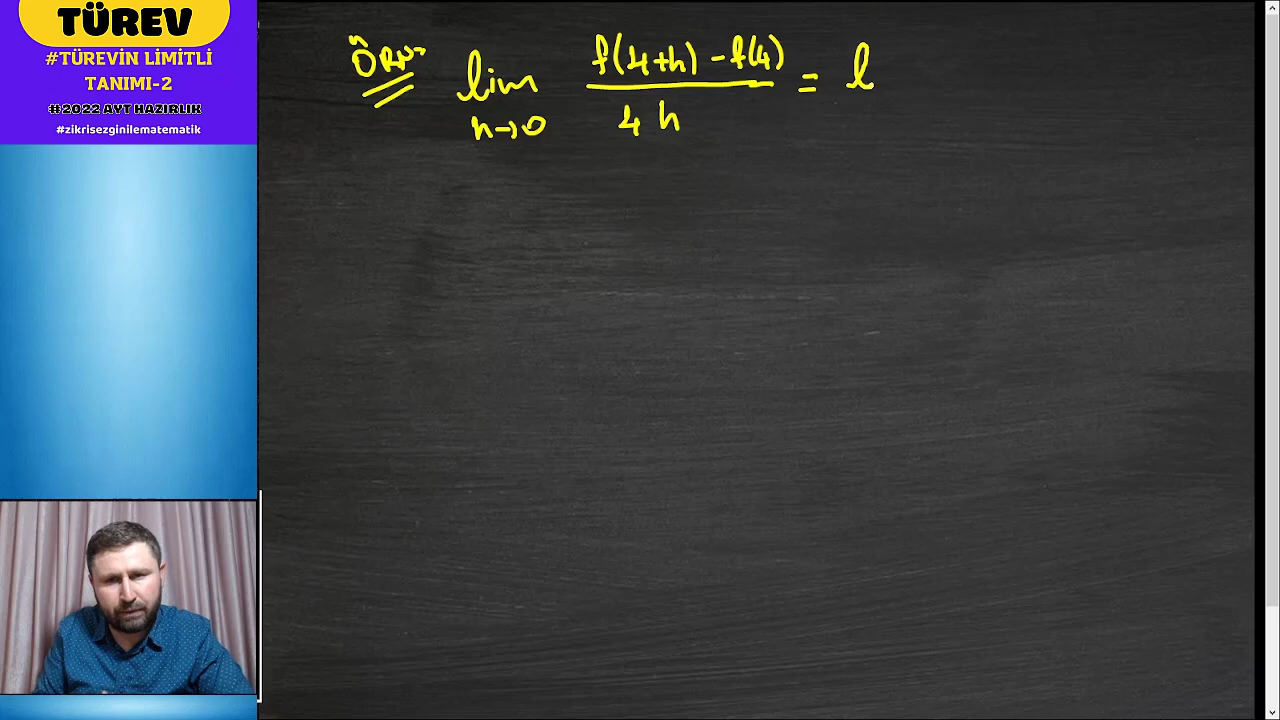 TÜREV
#TÜREVİN LİMİTLİ
TANIMI-2
#2022 AYT HAZIRLIK
#zikrisezginilematematik
ÖRN: lim h→0 f(4+h) - f(4) / 4h = l